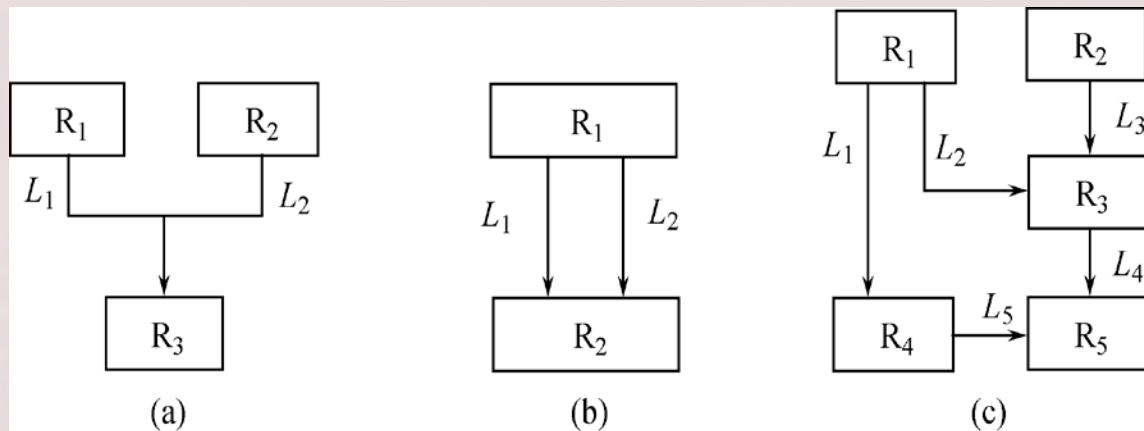 R₁
R₂
L₁
L₂
R₃
(a)
R₁
L₁
L₂
R₂
(b)
R₁
R₂
L₁
L₂
L₃
R₃
L₄
R₄
L₅
R₅
(c)